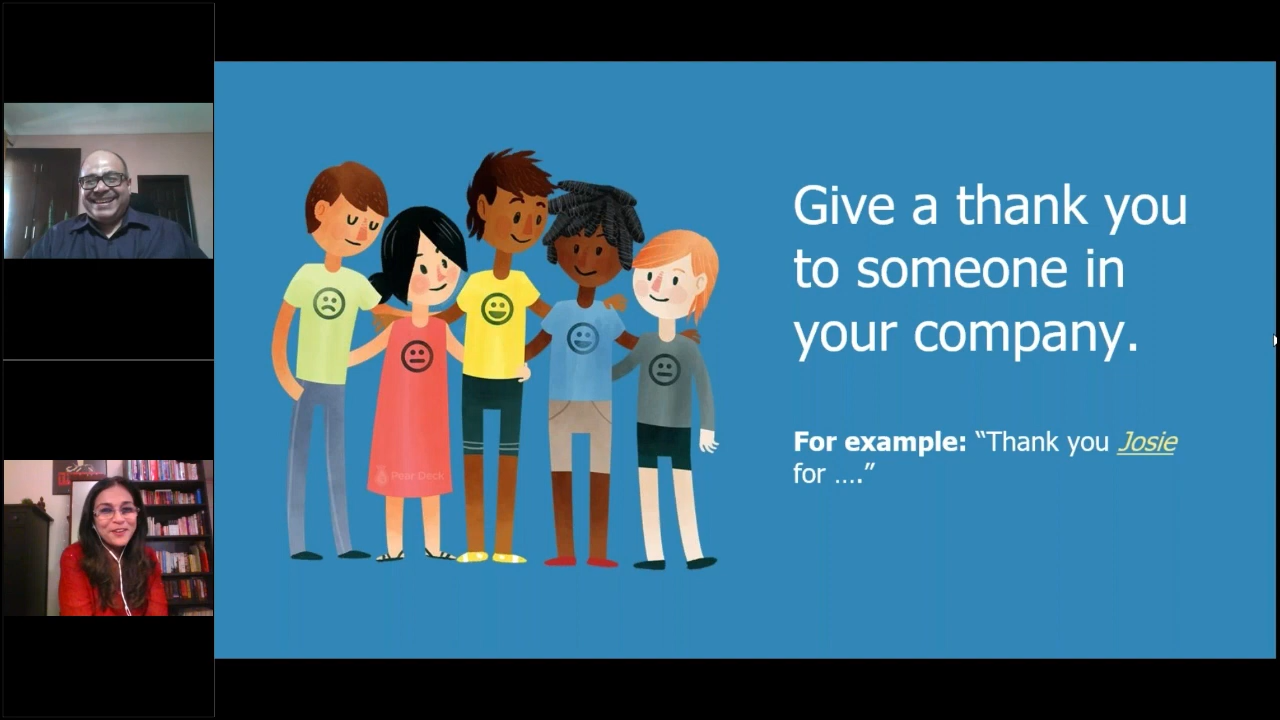 Give a thank you
to someone in
your company.
For example: “Thank you Josie
for ....”
Pear Deck